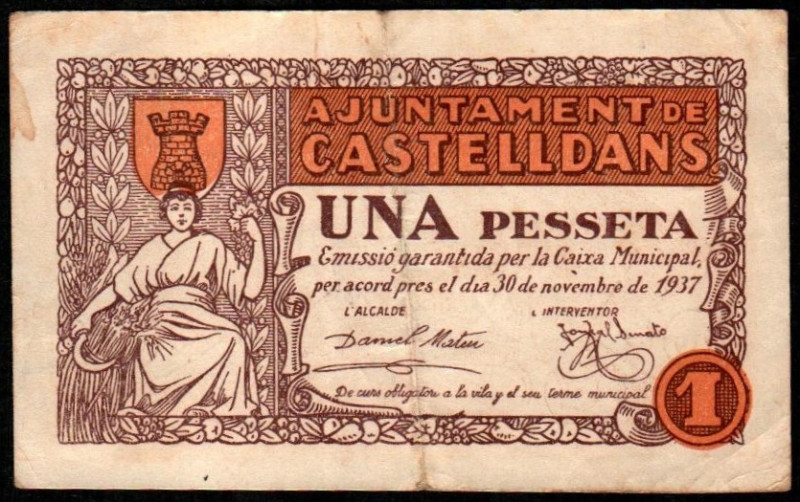 AJUNTAMENT DE
CASTELLDANS
UNA PESSETA
Emissió garantida per la Caixa Municipal,
per acord pres el dia 30 de novembre de 1937
L'ALCALDE L INTERVENTOR
Daniel Mateu
De curs obligatori a la vila y el seu terme municipal
1